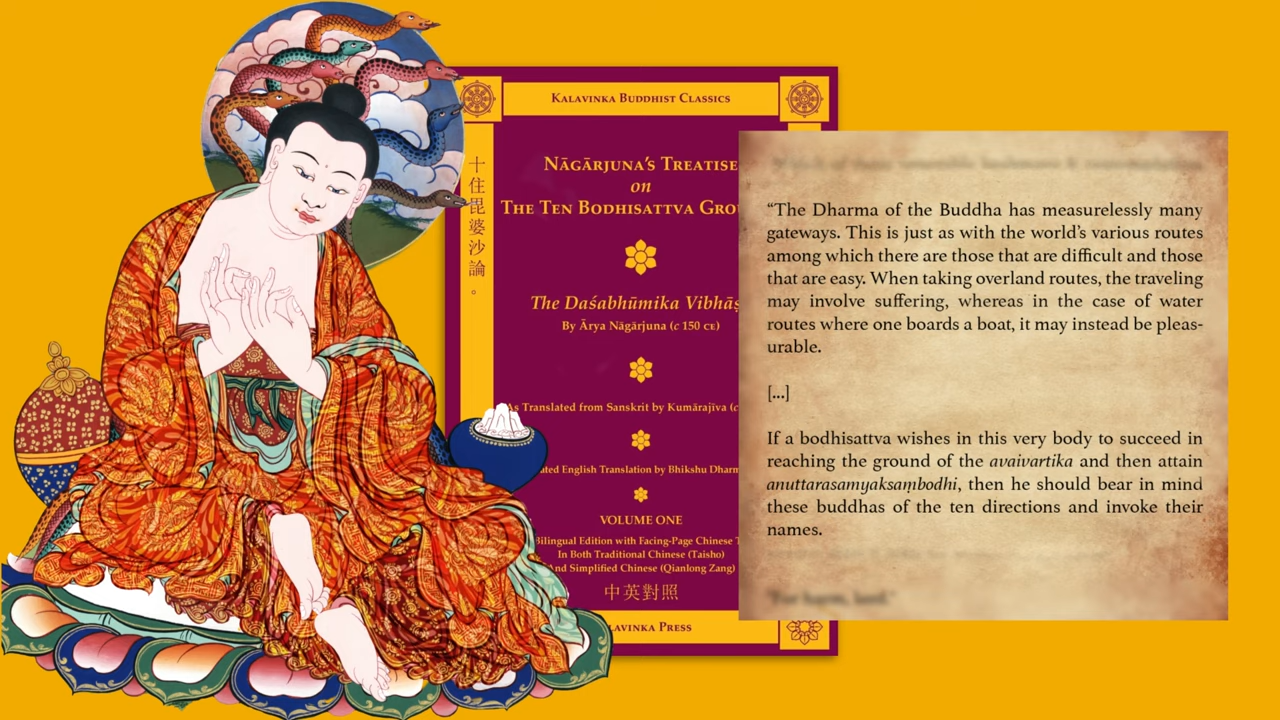 KALAVINKA BUDDHIST CLASSICS
十住毘婆沙論。
NĀGĀRJUNA'S TREATISE
on
THE TEN BODHISATTVA
The Daśabhūmika
By Ārya Nāgārjuna (c 150 CE)
As Translated from Sanskrit by Kumārajīva
English Translation by Bhikshu
VOLUME ONE
Bilingual Edition with Facing-Page Chinese
In Both Traditional Chinese (Taisho)
And Simplified Chinese (Qianlong Zang)
中英對照
PRESS
“The Dharma of the Buddha has measurelessly many
gateways. This is just as with the world’s various routes
among which there are those that are difficult and those
that are easy. When taking overland routes, the traveling
may involve suffering, whereas in the case of water
routes where one boards a boat, it may instead be pleas-
urable.
[...]
If a bodhisattva wishes in this very body to succeed in
reaching the ground of the avaivartika and then attain
anuttarasamyaksaṃbodhi, then he should bear in mind
these buddhas of the ten directions and invoke their
names.